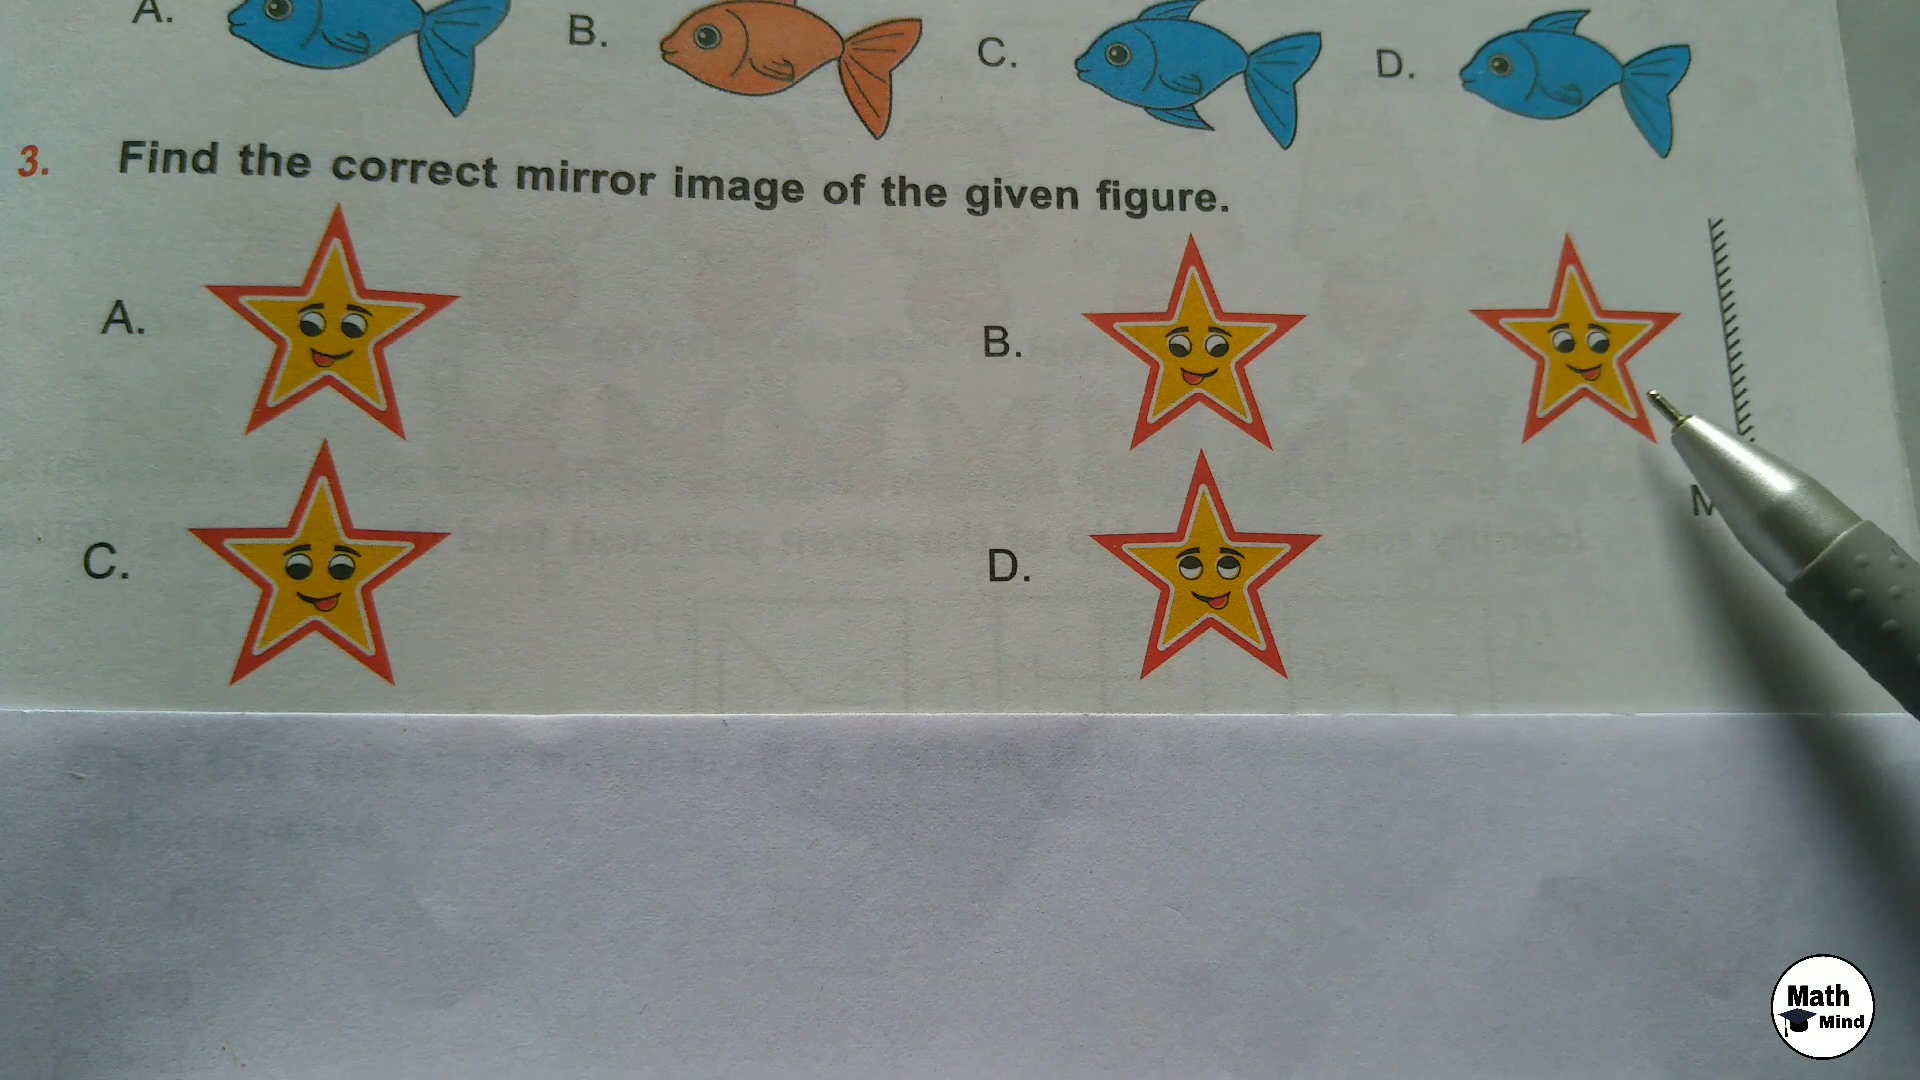 A.
B.
C.
D.
3. Find the correct mirror image of the given figure.
A.
B.
C.
D.
Math
Mind